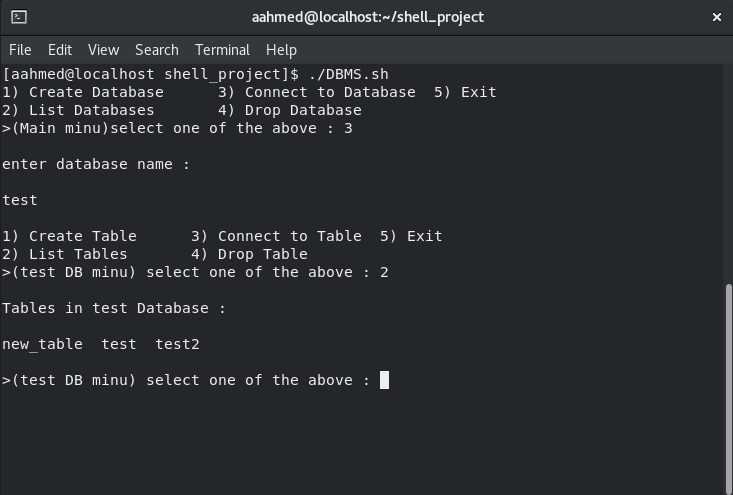 aahmed@localhost:~/shell_project
File Edit View Search Terminal Help
[aahmed@localhost shell_project]$ ./DBMS.sh
1) Create Database      3) Connect to Database  5) Exit
2) List Databases       4) Drop Database
>(Main minu)select one of the above : 3
enter database name :
test
1) Create Table      3) Connect to Table  5) Exit
2) List Tables       4) Drop Table
>(test DB minu) select one of the above : 2
Tables in test Database :
new_table  test  test2
>(test DB minu) select one of the above :